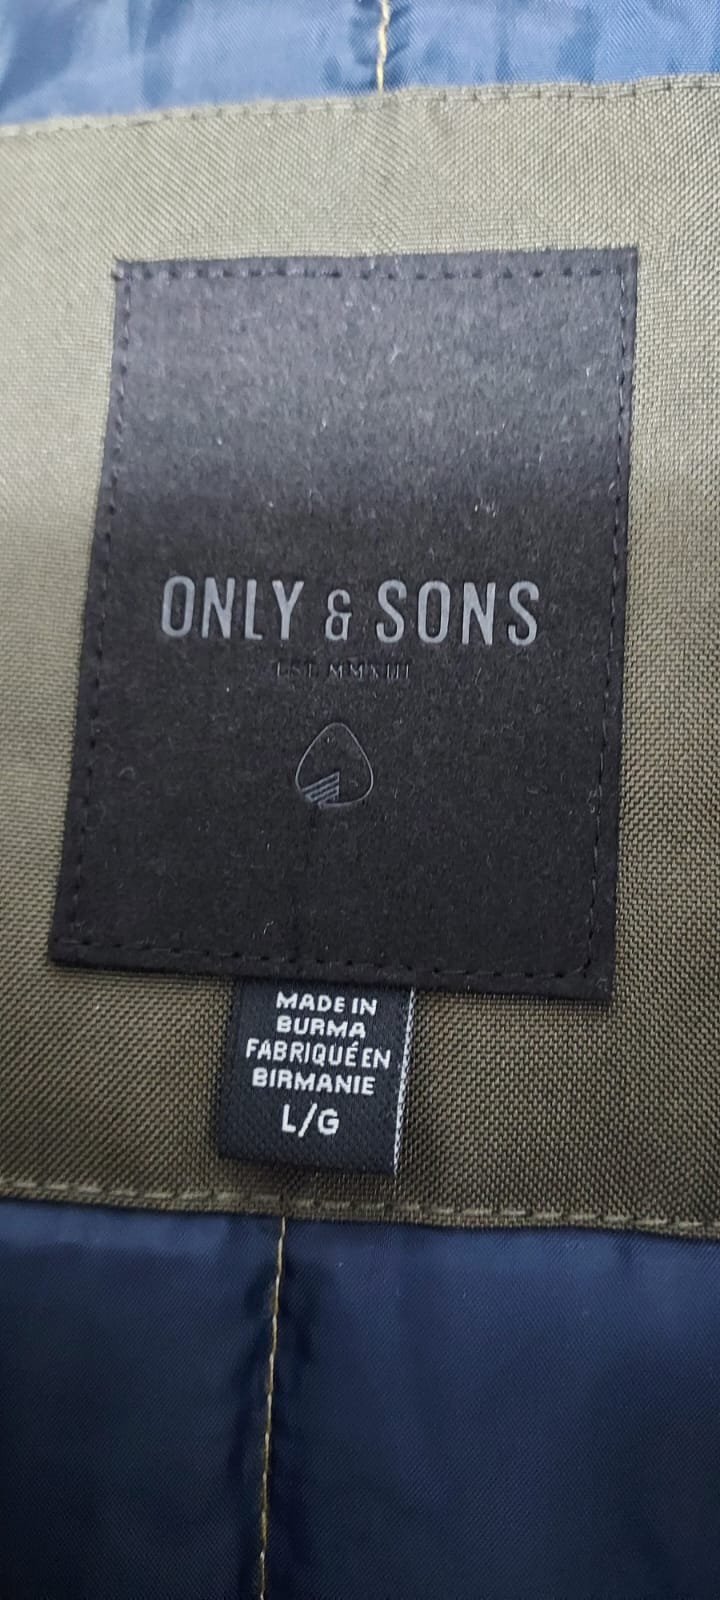 ONLY & SONS
EST. MMXIII
MADE IN
BURMA
FABRIQUÉ EN
BIRMANIE
L/G